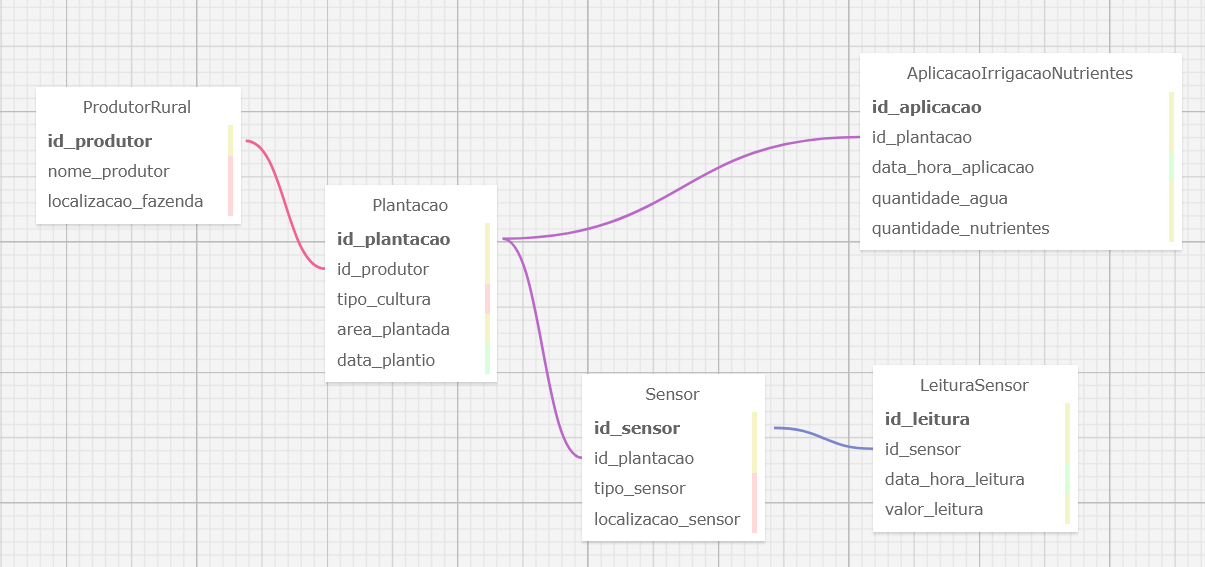 ProdutorRural
id_produtor
nome_produtor
localizacao_fazenda
Plantacao
id_plantacao
id_produtor
tipo_cultura
area_plantada
data_plantio
AplicacaoIrrigacaoNutrientes
id_aplicacao
id_plantacao
data_hora_aplicacao
quantidade_agua
quantidade_nutrientes
Sensor
id_sensor
id_plantacao
tipo_sensor
localizacao_sensor
LeituraSensor
id_leitura
id_sensor
data_hora_leitura
valor_leitura